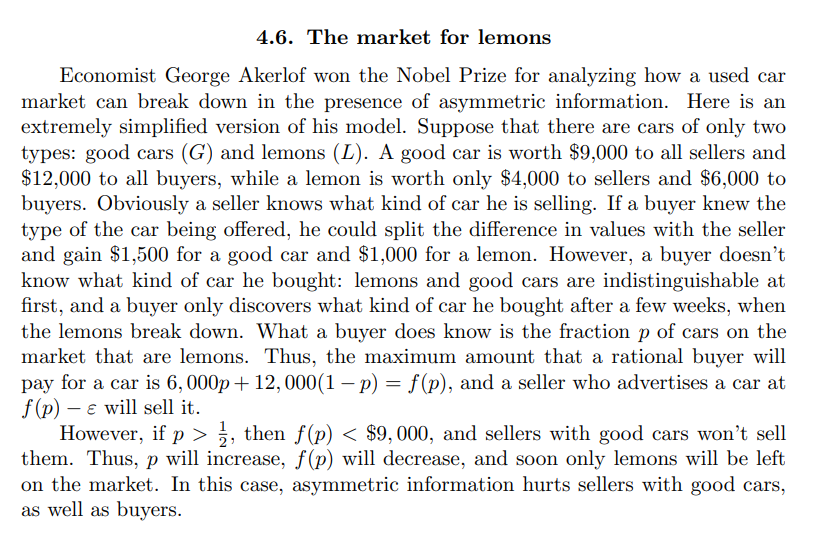 4.6. The market for lemons
Economist George Akerlof won the Nobel Prize for analyzing how a used car
market can break down in the presence of asymmetric information. Here is an
extremely simplified version of his model. Suppose that there are cars of only two
types: good cars (G) and lemons (L). A good car is worth $9,000 to all sellers and
$12,000 to all buyers, while a lemon is worth only $4,000 to sellers and $6,000 to
buyers. Obviously a seller knows what kind of car he is selling. If a buyer knew the
type of the car being offered, he could split the difference in values with the seller
and gain $1,500 for a good car and $1,000 for a lemon. However, a buyer doesn’t
know what kind of car he bought: lemons and good cars are indistinguishable at
first, and a buyer only discovers what kind of car he bought after a few weeks, when
the lemons break down. What a buyer does know is the fraction p of cars on the
market that are lemons. Thus, the maximum amount that a rational buyer will
pay for a car is 6,000p + 12,000(1 − p) = f(p), and a seller who advertises a car at
f(p) − ε will sell it.
However, if p > 1/2, then f(p) < $9,000, and sellers with good cars won’t sell
them. Thus, p will increase, f(p) will decrease, and soon only lemons will be left
on the market. In this case, asymmetric information hurts sellers with good cars,
as well as buyers.